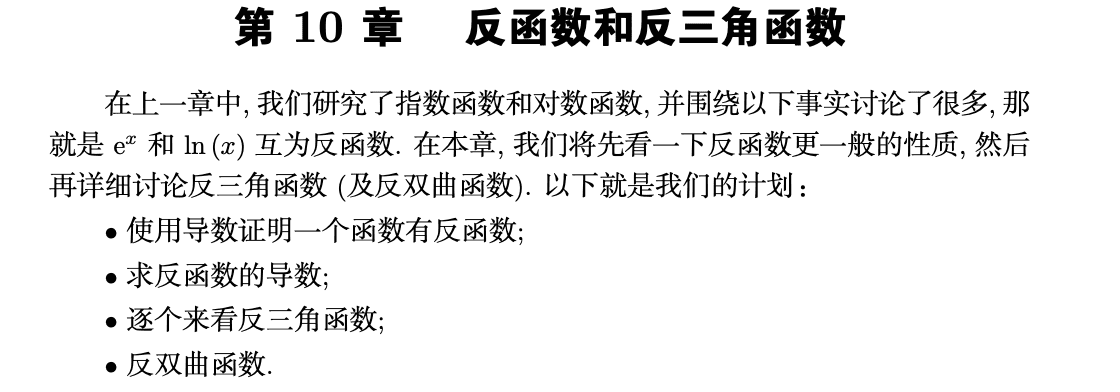 第 10 章 反函数和反三角函数
在上一章中, 我们研究了指数函数和对数函数, 并围绕以下事实讨论了很多, 那
就是 eˣ 和 ln (x) 互为反函数. 在本章, 我们将先看一下反函数更一般的性质, 然后
再详细讨论反三角函数 (及反双曲函数). 以下就是我们的计划：
• 使用导数证明一个函数有反函数;
• 求反函数的导数;
• 逐个来看反三角函数;
• 反双曲函数.